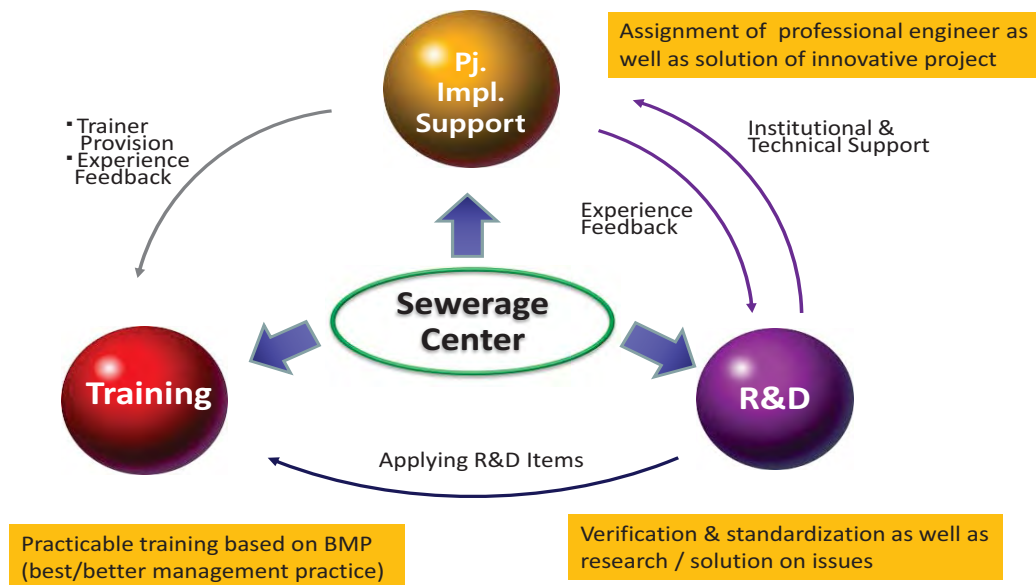 Assignment of professional engineer as
well as solution of innovative project
Pj.
Impl.
Support
▪ Trainer
Provision
▪ Experience
Feedback
Institutional &
Technical Support
Experience
Feedback
Sewerage
Center
Training
R&D
Applying R&D Items
Practicable training based on BMP
(best/better management practice)
Verification & standardization as well as
research / solution on issues